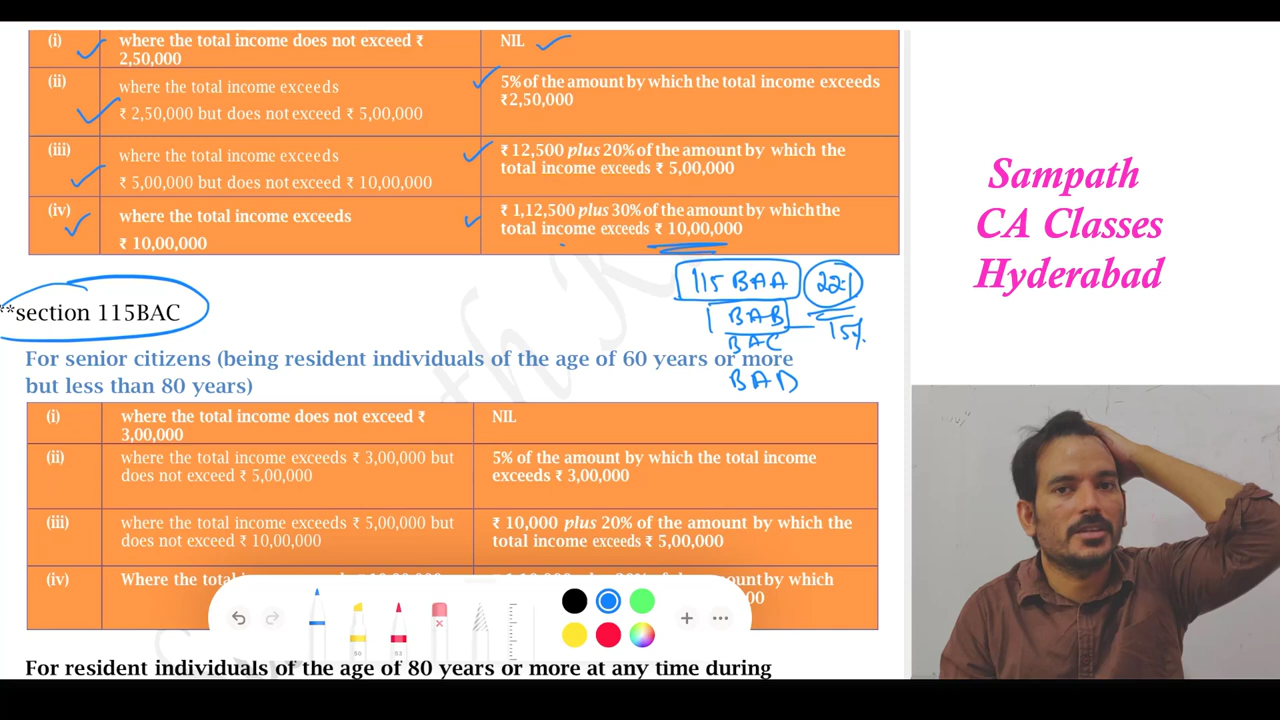 (i)
where the total income does not exceed ₹
2,50,000
NIL
(ii)
where the total income exceeds
₹ 2,50,000 but does not exceed ₹ 5,00,000
5% of the amount by which the total income exceeds
₹2,50,000
(iii)
where the total income exceeds
₹ 5,00,000 but does not exceed ₹ 10,00,000
₹ 12,500 plus 20% of the amount by which the
total income exceeds ₹ 5,00,000
(iv)
where the total income exceeds
₹ 10,00,000
₹ 1,12,500 plus 30% of the amount by which the
total income exceeds ₹ 10,00,000
115 BAA
BAB
15%
BAC
BAD
**section 115BAC
For senior citizens (being resident individuals of the age of 60 years or more
but less than 80 years)
(i)
where the total income does not exceed ₹
3,00,000
NIL
(ii)
where the total income exceeds ₹ 3,00,000 but
does not exceed ₹ 5,00,000
5% of the amount by which the total income
exceeds ₹ 3,00,000
(iii)
where the total income exceeds ₹ 5,00,000 but
does not exceed ₹ 10,00,000
₹ 10,000 plus 20% of the amount by which the
total income exceeds ₹ 5,00,000
(iv)
Where the total
by which
For resident individuals of the age of 80 years or more at any time during
Sampath
CA Classes
Hyderabad